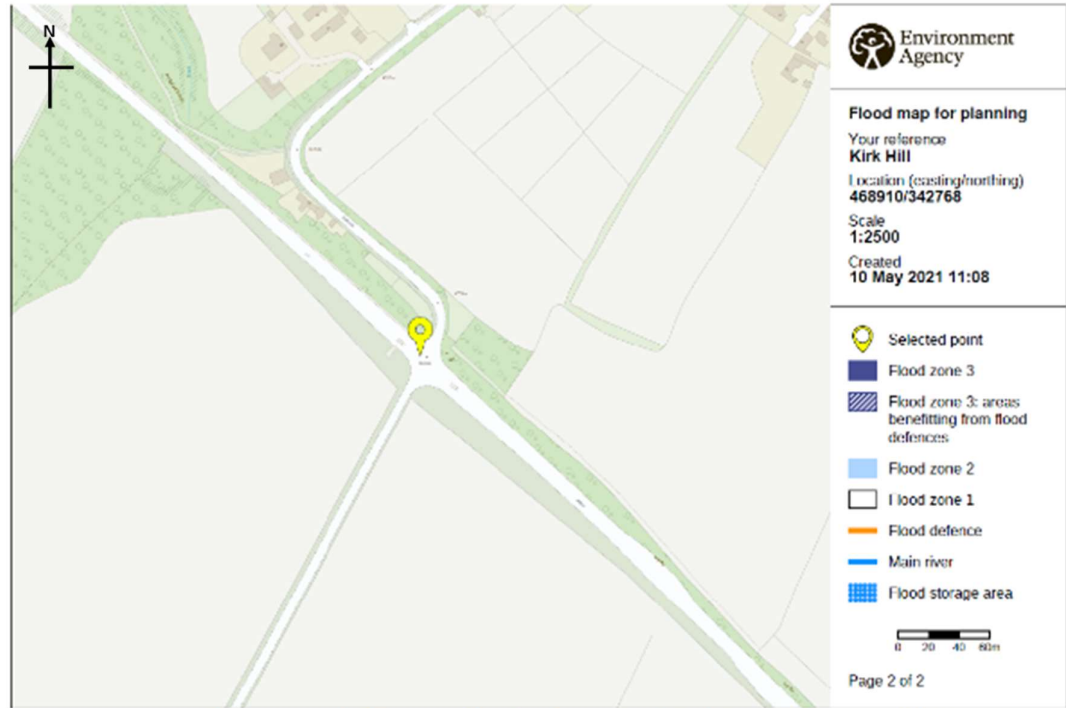 N
Environment
Agency
Flood map for planning
Your reference
Kirk Hill
Location (easting/northing)
468910/342768
Scale
1:2500
Created
10 May 2021 11:08
Selected point
Flood zone 3
Flood zone 3: areas
benefitting from flood
defences
Flood zone 2
Flood zone 1
Flood defence
Main river
Flood storage area
0 20 40 60m
Page 2 of 2